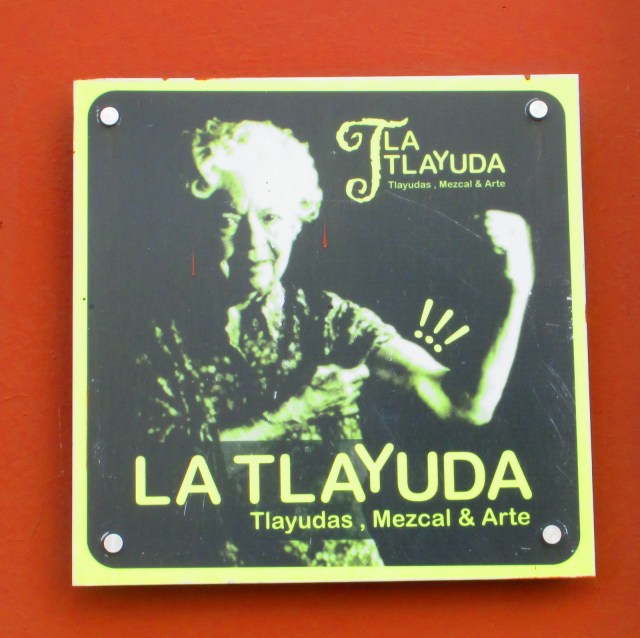 LA
TLAYUDA
Tlayudas , Mezcal & Arte
!!!
LA TLAYUDA
Tlayudas , Mezcal & Arte